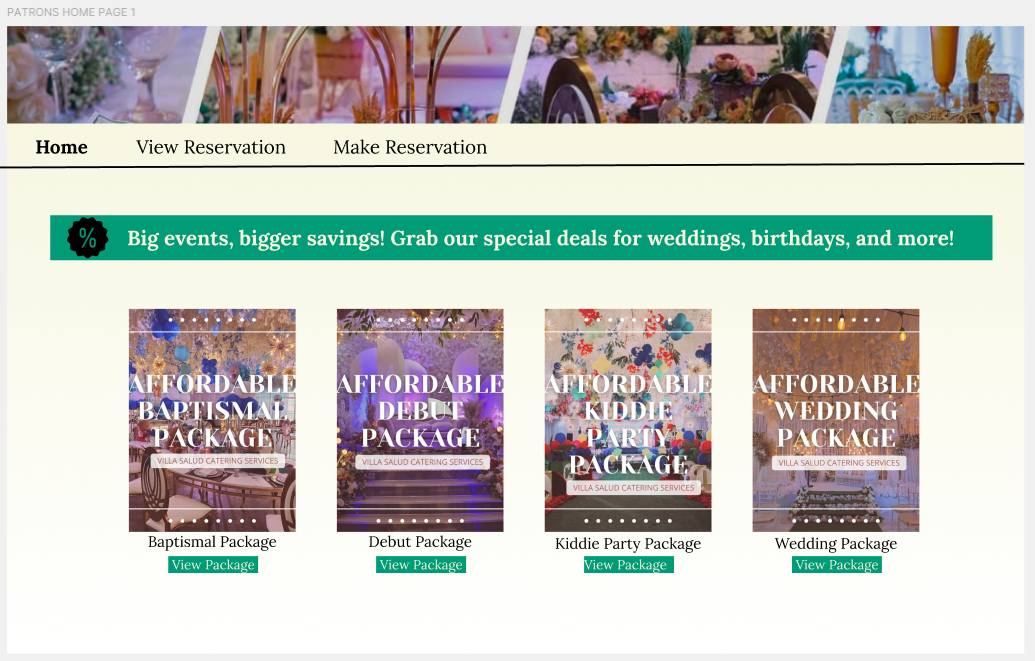 PATRONS HOME PAGE 1
Home View Reservation Make Reservation
% Big events, bigger savings! Grab our special deals for weddings, birthdays, and more!
AFFORDABLE
BAPTISMAL
PACKAGE
VILLA SALUD CATERING SERVICES
Baptismal Package
View Package
AFFORDABLE
DEBUT
PACKAGE
VILLA SALUD CATERING SERVICES
Debut Package
View Package
AFFORDABLE
KIDDIE
PARTY
PACKAGE
VILLA SALUD CATERING SERVICES
Kiddie Party Package
View Package
AFFORDABLE
WEDDING
PACKAGE
VILLA SALUD CATERING SERVICES
Wedding Package
View Package